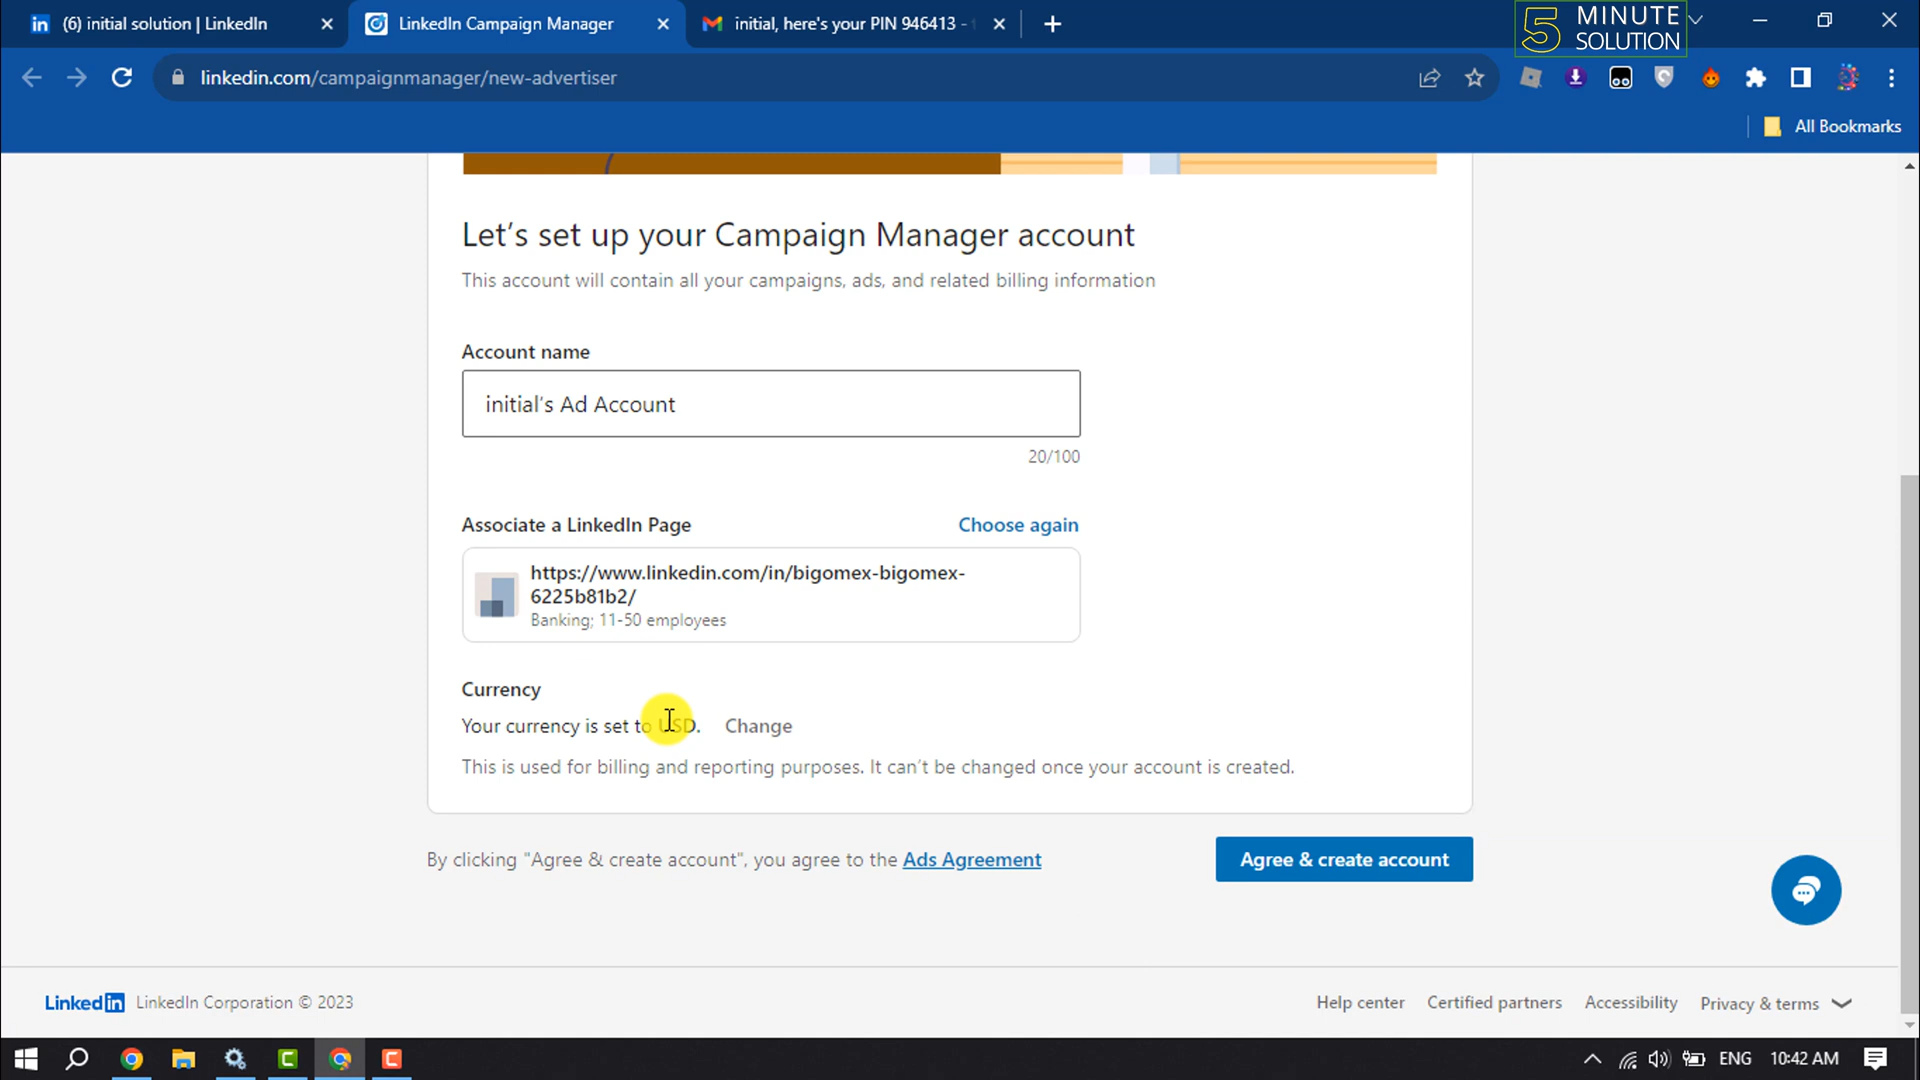 (6) initial solution | LinkedIn
LinkedIn Campaign Manager
initial, here's your PIN 946413 -
5 MINUTE SOLUTION
linkedin.com/campaignmanager/new-advertiser
All Bookmarks
Let's set up your Campaign Manager account
This account will contain all your campaigns, ads, and related billing information
Account name
initial's Ad Account
20/100
Associate a LinkedIn Page
Choose again
https://www.linkedin.com/in/bigomex-bigomex-
6225b81b2/
Banking; 11-50 employees
Currency
Your currency is set to USD. Change
This is used for billing and reporting purposes. It can't be changed once your account is created.
By clicking "Agree & create account", you agree to the Ads Agreement
Agree & create account
LinkedIn LinkedIn Corporation © 2023
Help center Certified partners Accessibility Privacy & terms
ENG 10:42 AM